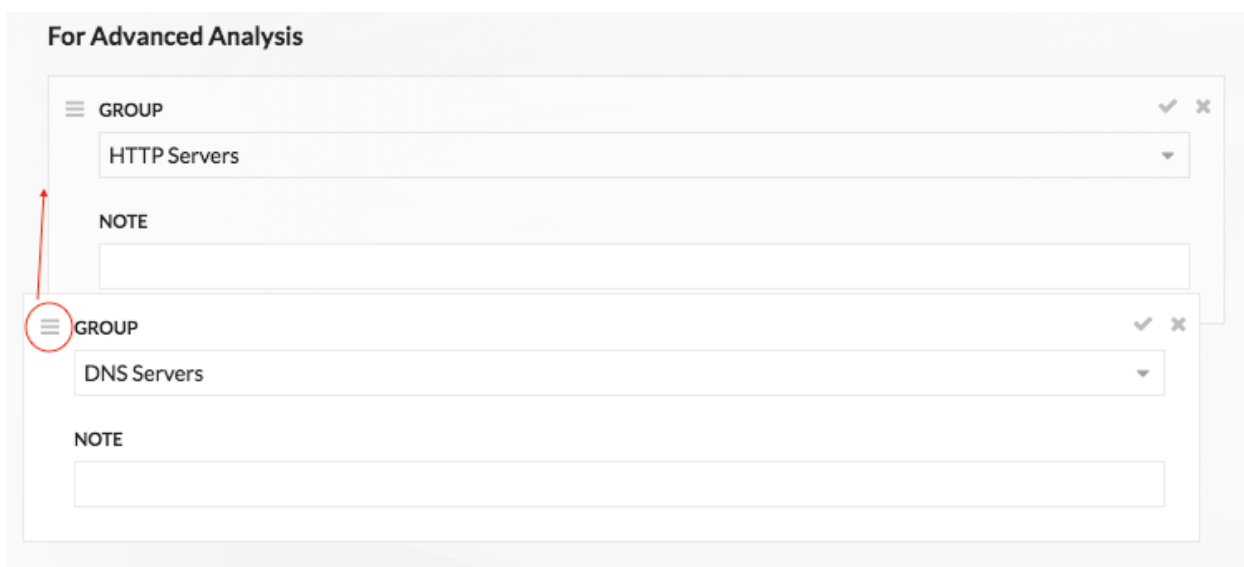 For Advanced Analysis
GROUP
HTTP Servers
NOTE
GROUP
DNS Servers
NOTE